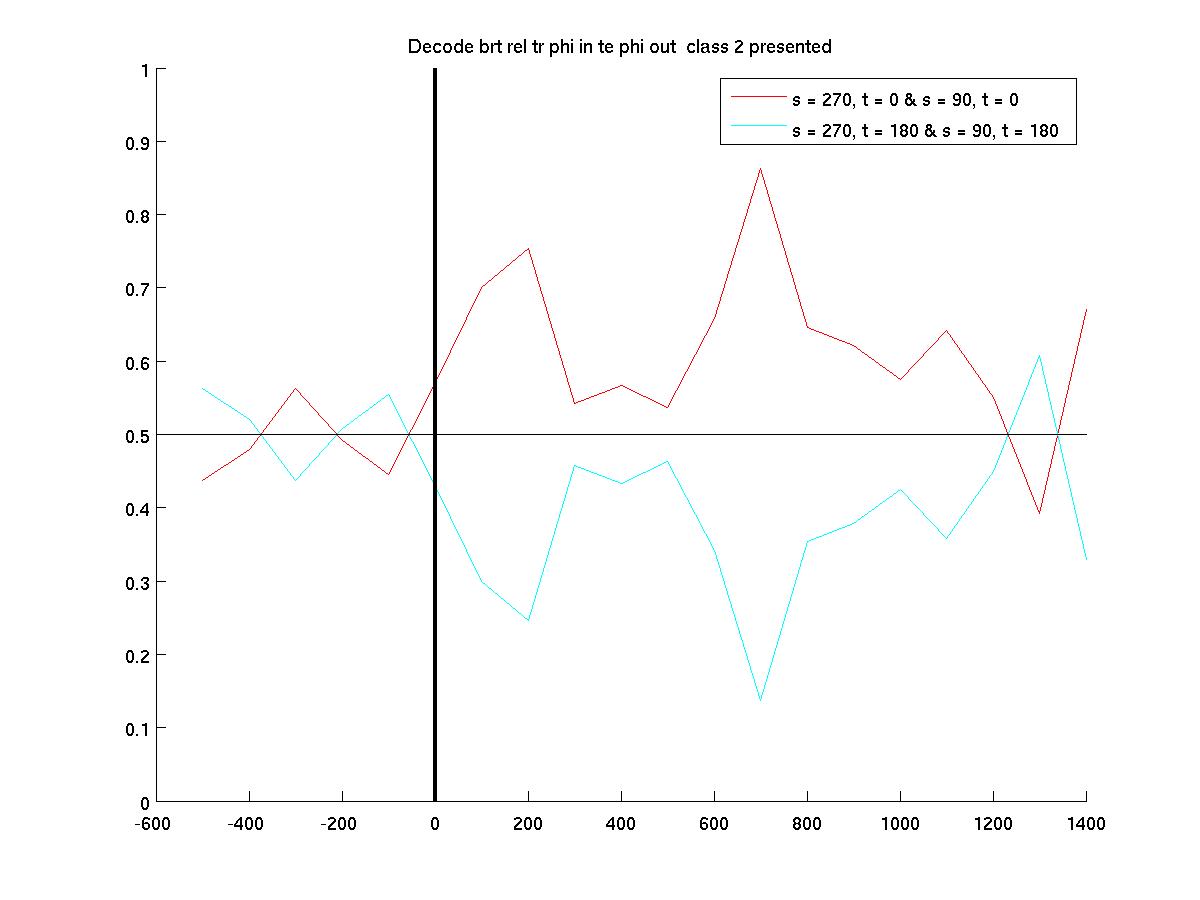 Decode brt rel tr phi in te phi out  class 2 presented
s = 270, t = 0 & s = 90, t = 0
s = 270, t = 180 & s = 90, t = 180
1
0.9
0.8
0.7
0.6
0.5
0.4
0.3
0.2
0.1
0
-600 -400 -200 0 200 400 600 800 1000 1200 1400